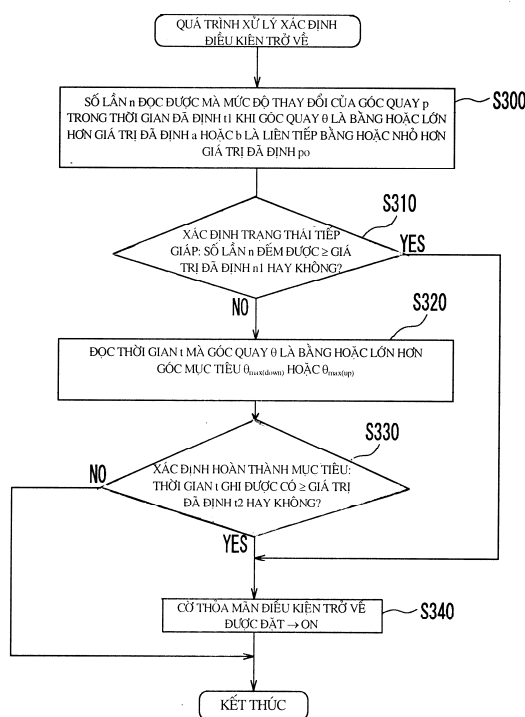 QUÁ TRÌNH XỬ LÝ XÁC ĐỊNH
ĐIỀU KIỆN TRỞ VỀ
S300
SỐ LẦN n ĐỌC ĐƯỢC MÀ MỨC ĐỘ THAY ĐỔI CỦA GÓC QUAY p
TRONG THỜI GIAN ĐÃ ĐỊNH t1 KHI GÓC QUAY θ LÀ BẰNG HOẶC LỚN
HƠN GIÁ TRỊ ĐÃ ĐỊNH a HOẶC b LÀ LIÊN TIẾP BẰNG HOẶC NHỎ HƠN
GIÁ TRỊ ĐÃ ĐỊNH po
S310
XÁC ĐỊNH TRẠNG THÁI TIẾP
GIÁP: SỐ LẦN n ĐẾM ĐƯỢC ≥ GIÁ
TRỊ ĐÃ ĐỊNH n1 HAY KHÔNG?
YES
NO
S320
ĐỌC THỜI GIAN t MÀ GÓC QUAY θ LÀ BẰNG HOẶC LỚN HƠN
GÓC MỤC TIÊU θmax(down) HOẶC θmax(up)
S330
NO
XÁC ĐỊNH HOÀN THÀNH MỤC TIÊU:
THỜI GIAN t GHI ĐƯỢC CÓ ≥ GIÁ TRỊ
ĐÃ ĐỊNH t2 HAY KHÔNG?
YES
CỜ THỎA MÃN ĐIỀU KIỆN TRỞ VỀ
ĐƯỢC ĐẶT → ON
S340
KẾT THÚC